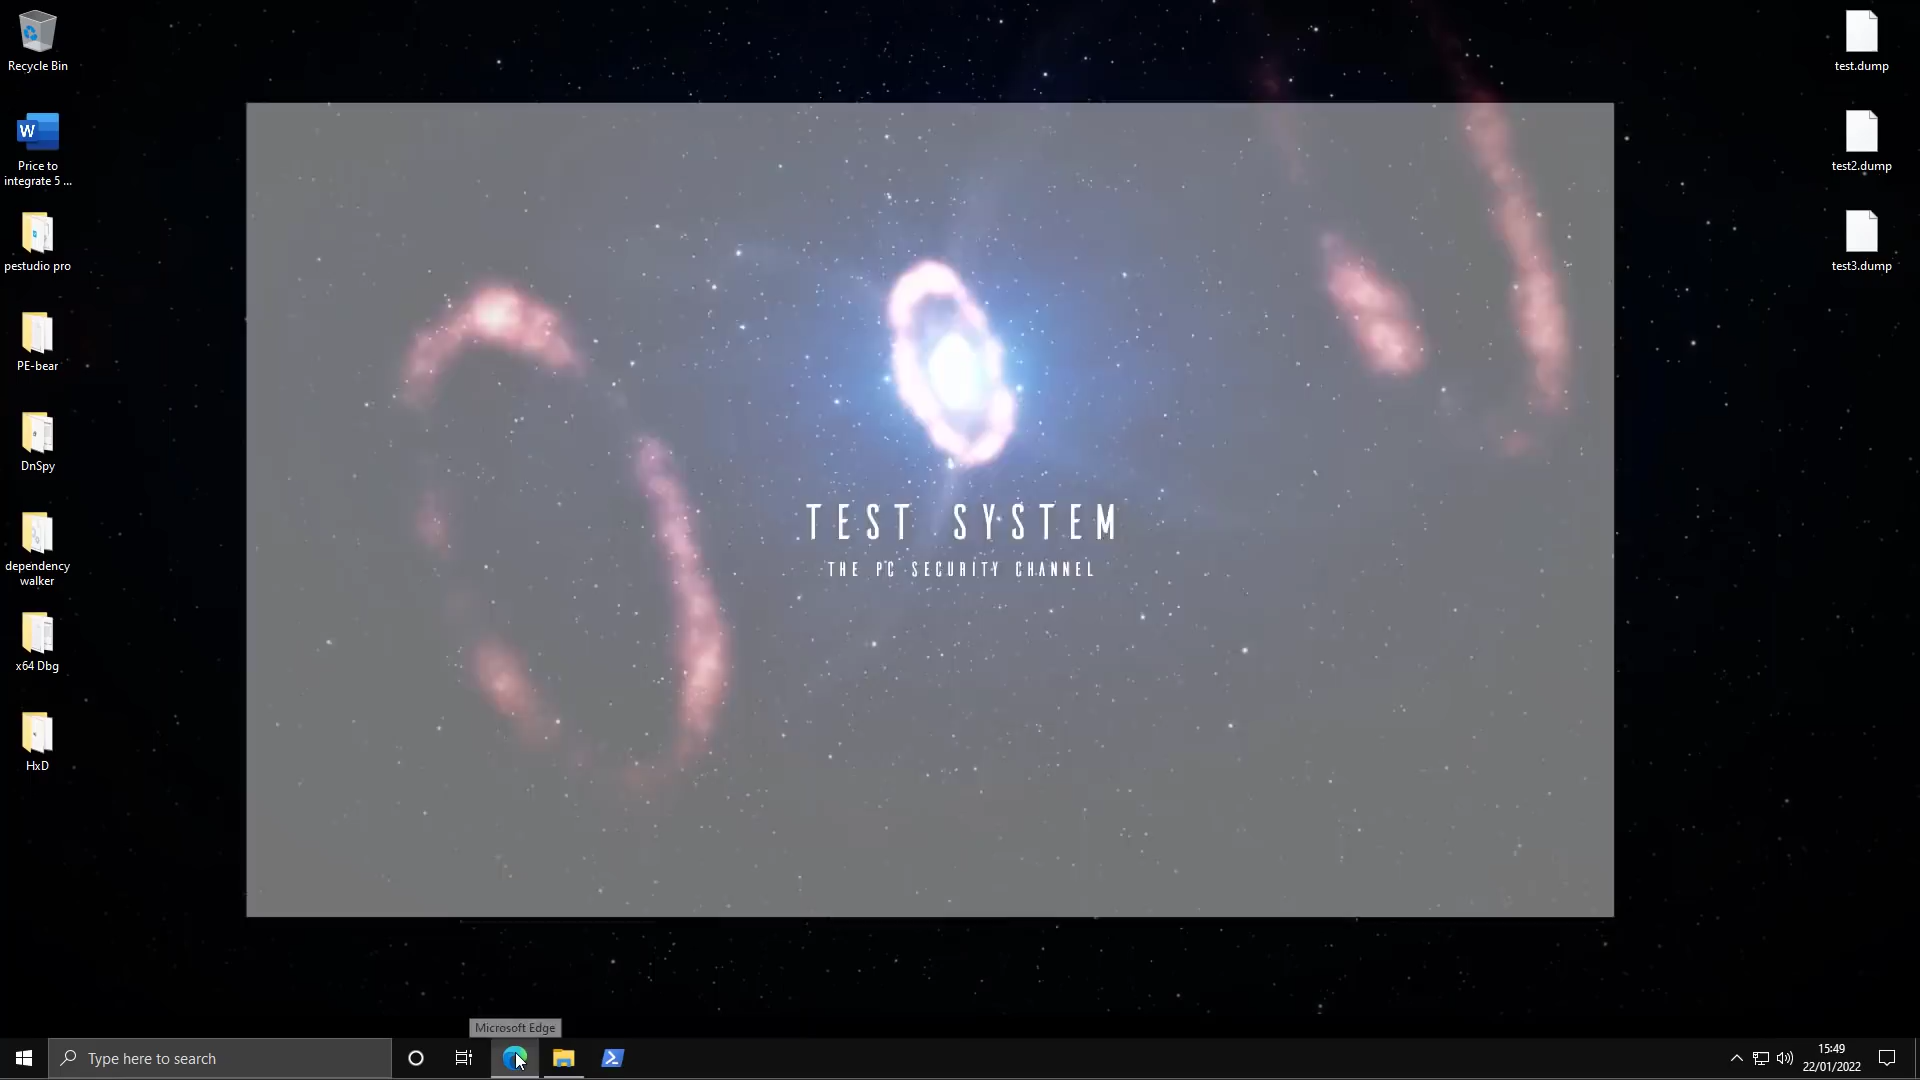 Recycle Bin
Price to
integrate 5 ...
pestudio pro
PE-bear
DnSpy
dependency
walker
x64 Dbg
HxD
test.dump
test2.dump
test3.dump
TEST SYSTEM
THE PC SECURITY CHANNEL
Microsoft Edge
Type here to search
15:49
22/01/2022